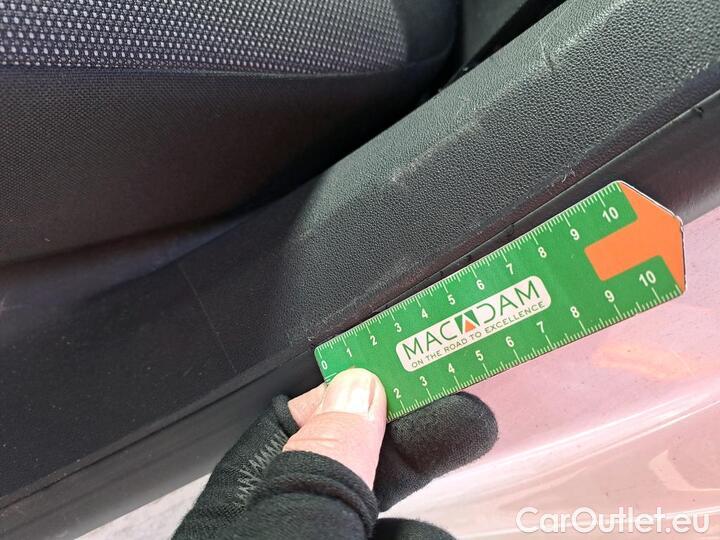 0 1 2 3 4 5 6 7 8 9 10
MACADAM
ON THE ROAD TO EXCELLENCE
2 3 4 5 6 7 8 9 10
CarOutlet.eu